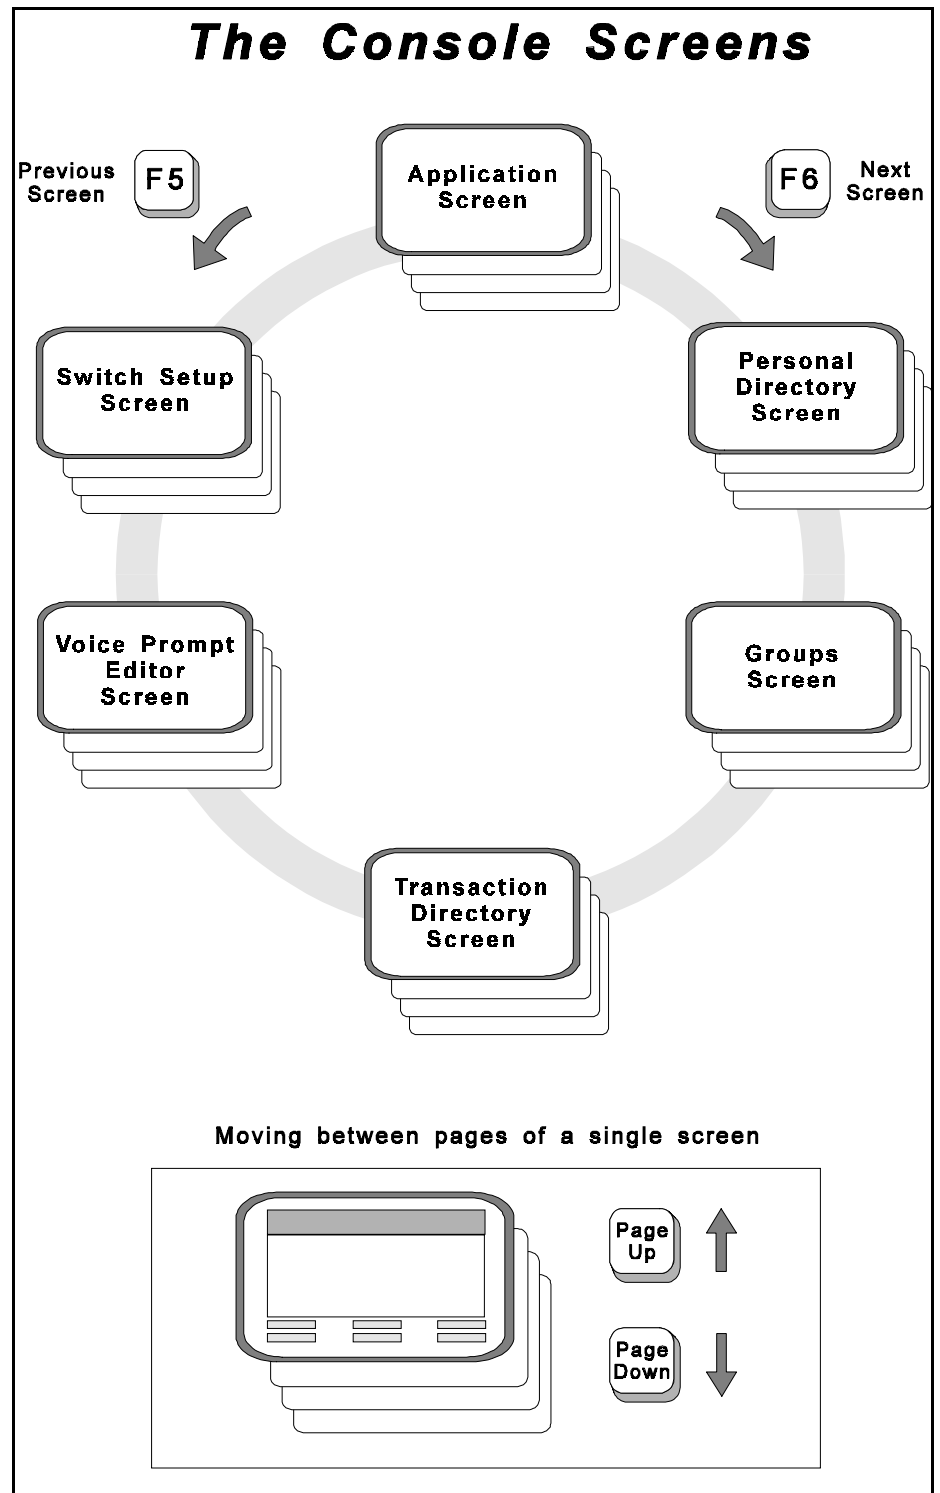 The Console Screens
Previous
Screen
F5
Application
Screen
F6
Next
Screen
Switch Setup
Screen
Personal
Directory
Screen
Voice Prompt
Editor
Screen
Groups
Screen
Transaction
Directory
Screen
Moving between pages of a single screen
Page
Up
Page
Down